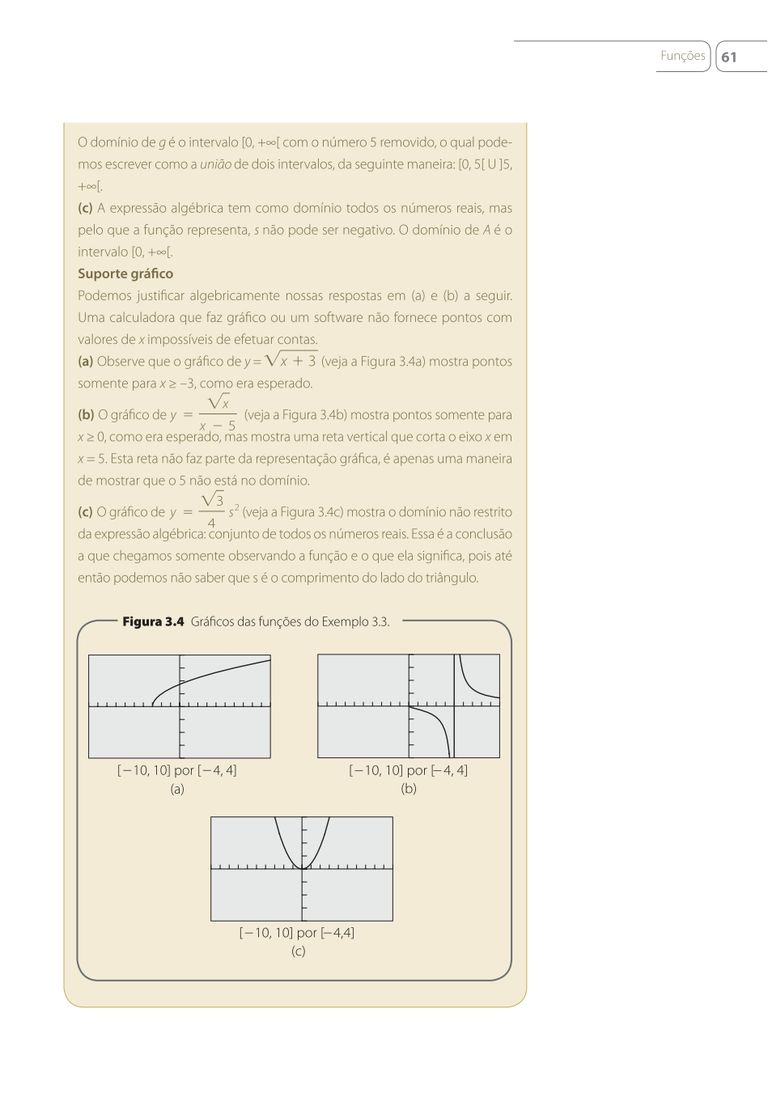 Funções 61
O domínio de g é o intervalo [0, +∞[ com o número 5 removido, o qual pode-
mos escrever como a união de dois intervalos, da seguinte maneira: [0, 5[ U ]5,
+∞[.
(c) A expressão algébrica tem como domínio todos os números reais, mas
pelo que a função representa, s não pode ser negativo. O domínio de A é o
intervalo [0, +∞[.
Suporte gráfico
Podemos justificar algebricamente nossas respostas em (a) e (b) a seguir.
Uma calculadora que faz gráfico ou um software não fornece pontos com
valores de x impossíveis de efetuar contas.
(a) Observe que o gráfico de y = √x + 3 (veja a Figura 3.4a) mostra pontos
somente para x ≥ –3, como era esperado.
(b) O gráfico de y = √x / x − 5 (veja a Figura 3.4b) mostra pontos somente para
x ≥ 0, como era esperado, mas mostra uma reta vertical que corta o eixo x em
x = 5. Esta reta não faz parte da representação gráfica, é apenas uma maneira
de mostrar que o 5 não está no domínio.
(c) O gráfico de y = √3 / 4 s² (veja a Figura 3.4c) mostra o domínio não restrito
da expressão algébrica: conjunto de todos os números reais. Essa é a conclusão
a que chegamos somente observando a função e o que ela significa, pois até
então podemos não saber que s é o comprimento do lado do triângulo.
Figura 3.4 Gráficos das funções do Exemplo 3.3.
[−10, 10] por [−4, 4]
(a)
[−10, 10] por [−4, 4]
(b)
[−10, 10] por [−4,4]
(c)